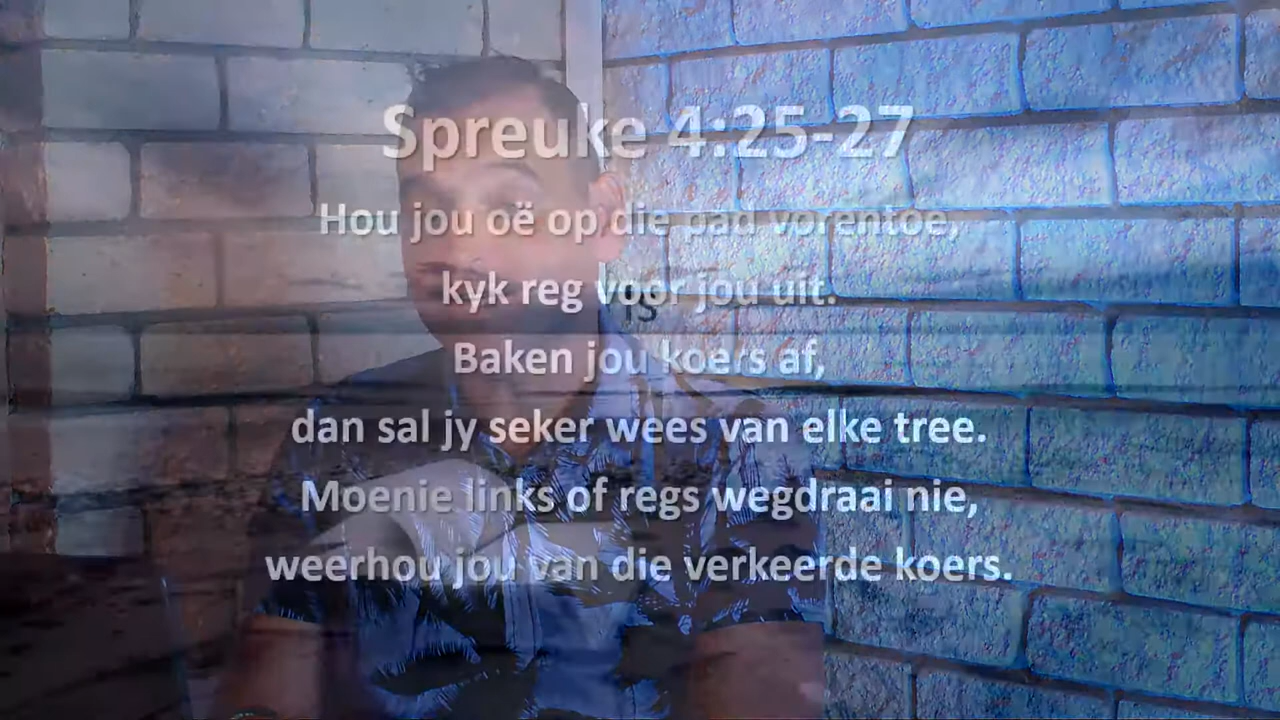 Spreuke 4:25-27
Hou jou oë op die pad vorentoe,
kyk reg voor jou uit.
is
Baken jou koers af,
dan sal jy seker wees van elke tree.
Moenie links of regs wegdraai nie,
weerhou jou van die verkeerde koers.